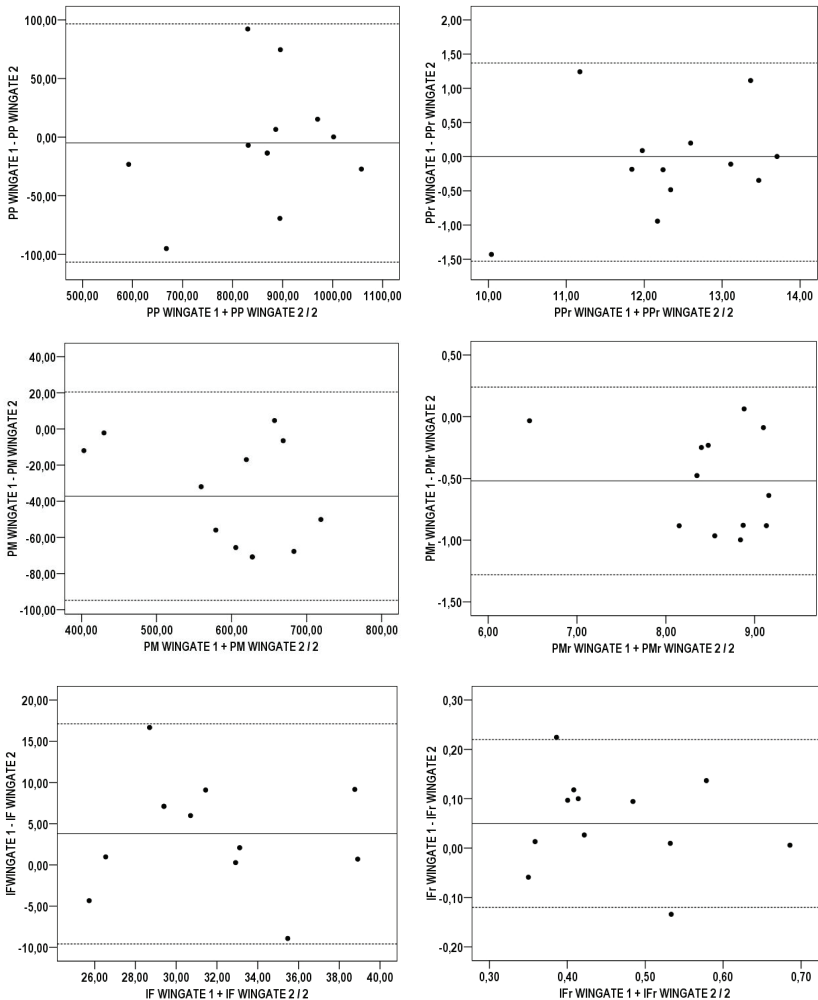 100,00
50,00
0,00
-50,00
-100,00
PP WINGATE 1 - PP WINGATE 2
500,00 600,00 700,00 800,00 900,00 1000,00 1100,00
PP WINGATE 1 + PP WINGATE 2 / 2
2,00
1,50
1,00
0,50
0,00
-0,50
-1,00
-1,50
PPr WINGATE 1 - PPr WINGATE 2
10,00 11,00 12,00 13,00 14,00
PPr WINGATE 1 + PPr WINGATE 2 / 2
40,00
20,00
0,00
-20,00
-40,00
-60,00
-80,00
-100,00
PM WINGATE 1 - PM WINGATE 2
400,00 500,00 600,00 700,00 800,00
PM WINGATE 1 + PM WINGATE 2 / 2
0,50
0,00
-0,50
-1,00
-1,50
PMr WINGATE 1 - PMr WINGATE 2
6,00 7,00 8,00 9,00
PMr WINGATE 1 + PMr WINGATE 2 / 2
20,00
15,00
10,00
5,00
0,00
-5,00
-10,00
IFWINGATE 1 - IF WINGATE 2
26,00 28,00 30,00 32,00 34,00 36,00 38,00 40,00
IF WINGATE 1 + IF WINGATE 2 / 2
0,30
0,20
0,10
0,00
-0,10
-0,20
IFr WINGATE 1 - IFr WINGATE 2
0,30 0,40 0,50 0,60 0,70
IFr WINGATE 1 + IFr WINGATE 2 / 2